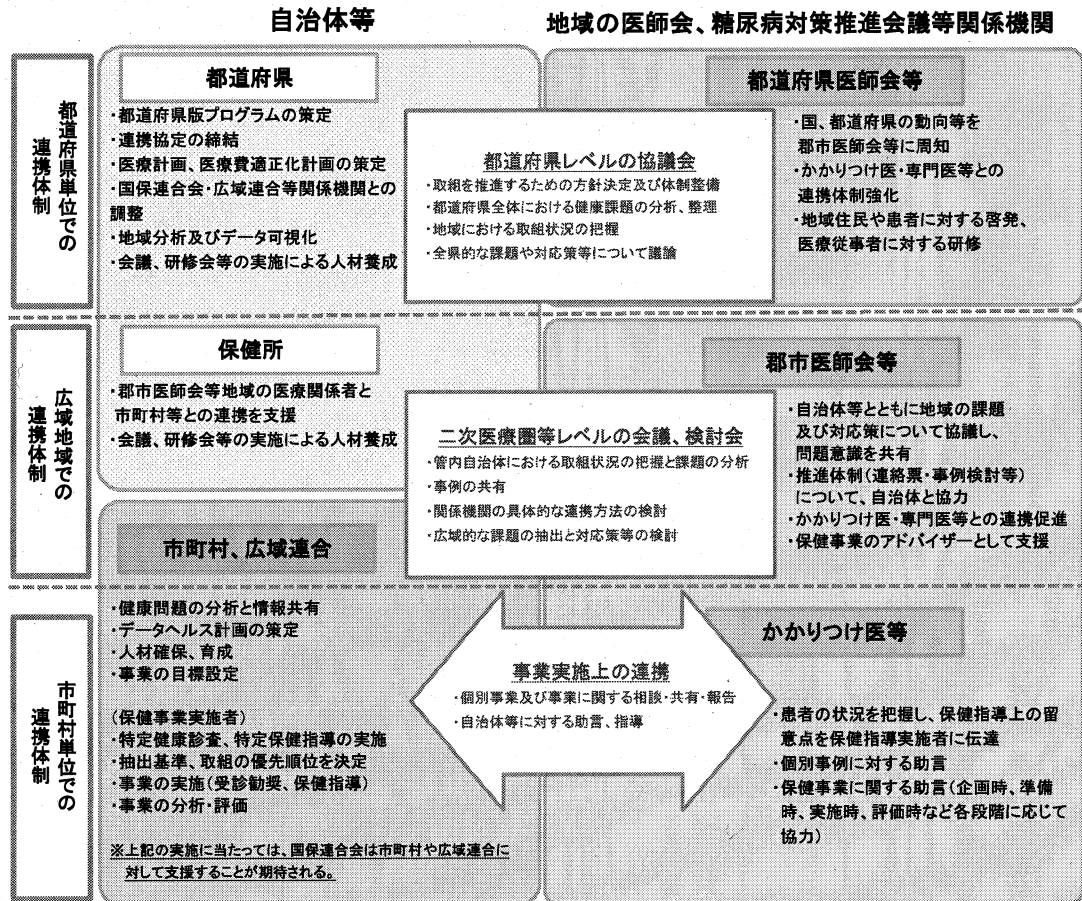 自治体等
地域の医師会、糖尿病対策推進会議等関係機関
都道府県単位での
連携体制
都道府県
・都道府県版プログラムの策定
・連携協定の締結
・医療計画、医療費適正化計画の策定
・国保連合会・広域連合等関係機関との
調整
・地域分析及びデータ可視化
・会議、研修会等の実施による人材養成
都道府県レベルの協議会
・取組を推進するための方針決定及び体制整備
・都道府県全体における健康課題の分析、整理
・地域における取組状況の把握
・全県的な課題や対応策等について議論
都道府県医師会等
・国、都道府県の動向等を
郡市医師会等に周知
・かかりつけ医・専門医等との
連携体制強化
・地域住民や患者に対する啓発、
医療従事者に対する研修
広域地域での
連携体制
保健所
・郡市医師会等地域の医療関係者と
市町村等との連携を支援
・会議、研修会等の実施による人材養成
二次医療圏等レベルの会議、検討会
・管内自治体における取組状況の把握と課題の分析
・事例の共有
・関係機関の具体的な連携方法の検討
・広域的な課題の抽出と対応策等の検討
郡市医師会等
・自治体等とともに地域の課題
及び対応策について協議し、
問題意識を共有
・推進体制(連絡票・事例検討等)
について、自治体と協力
・かかりつけ医・専門医等との連携促進
・保健事業のアドバイザーとして支援
市町村単位での
連携体制
市町村、広域連合
・健康問題の分析と情報共有
・データヘルス計画の策定
・人材確保、育成
・事業の目標設定
(保健事業実施者)
・特定健康診査、特定保健指導の実施
・抽出基準、取組の優先順位を決定
・事業の実施(受診勧奨、保健指導)
・事業の分析・評価
※上記の実施に当たっては、国保連合会は市町村や広域連合に
対して支援することが期待される。
事業実施上の連携
・個別事業及び事業に関する相談・共有・報告
・自治体等に対する助言、指導
かかりつけ医等
・患者の状況を把握し、保健指導上の留
意点を保健指導実施者に伝達
・個別事例に対する助言
・保健事業に関する助言(企画時、準備
時、実施時、評価時など各段階に応じて
協力)